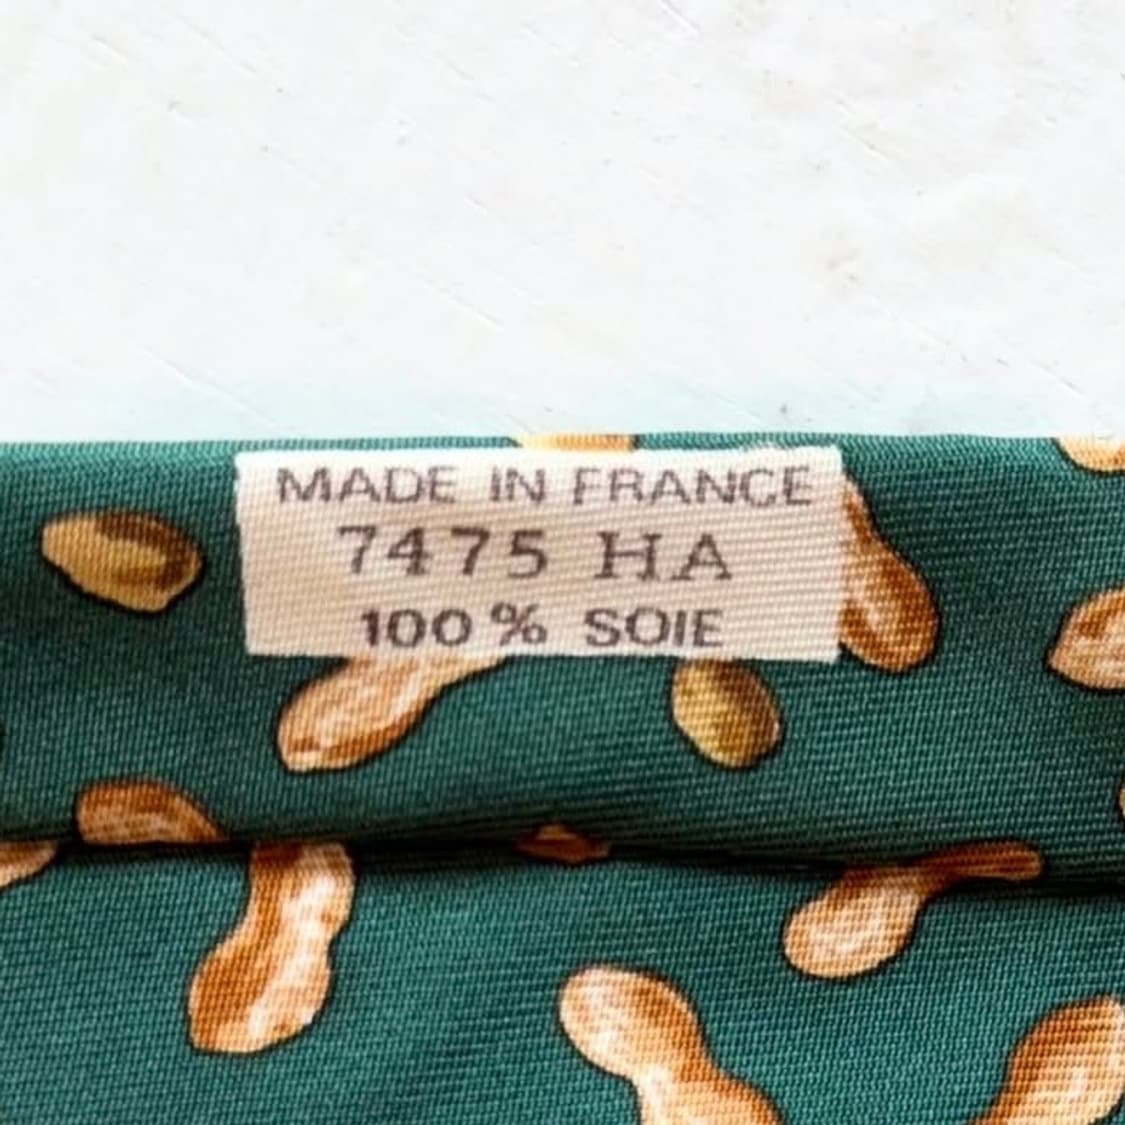 MADE IN FRANCE
7475 HA
100% SOIE